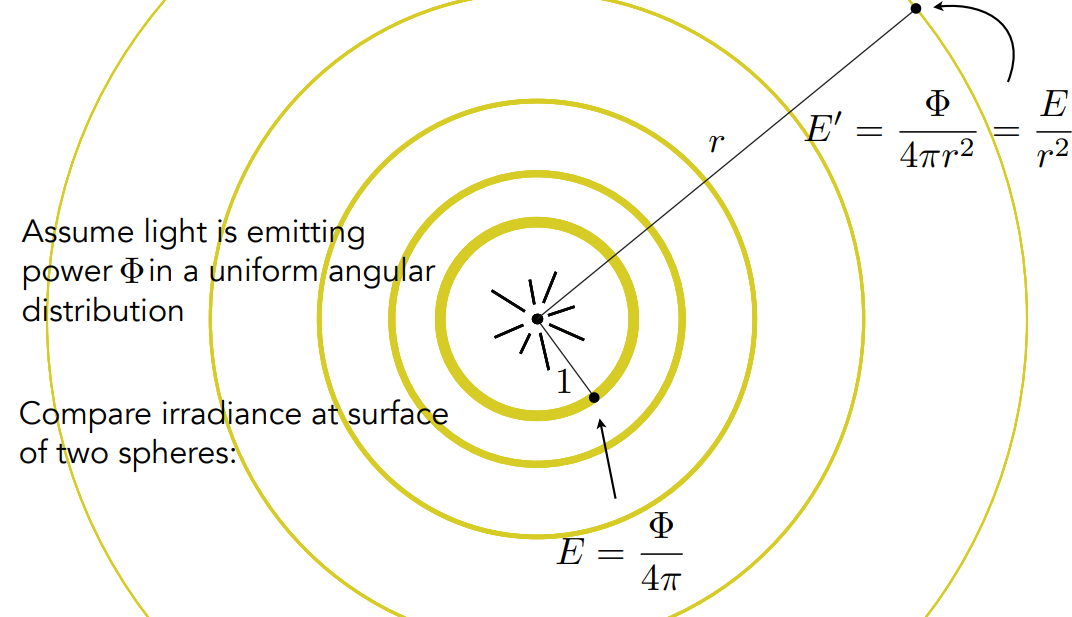 E′ = Φ/(4πr²) = E/r²
r
Assume light is emitting
power Φ in a uniform angular
distribution
1
Compare irradiance at surface
of two spheres:
E = Φ/(4π)